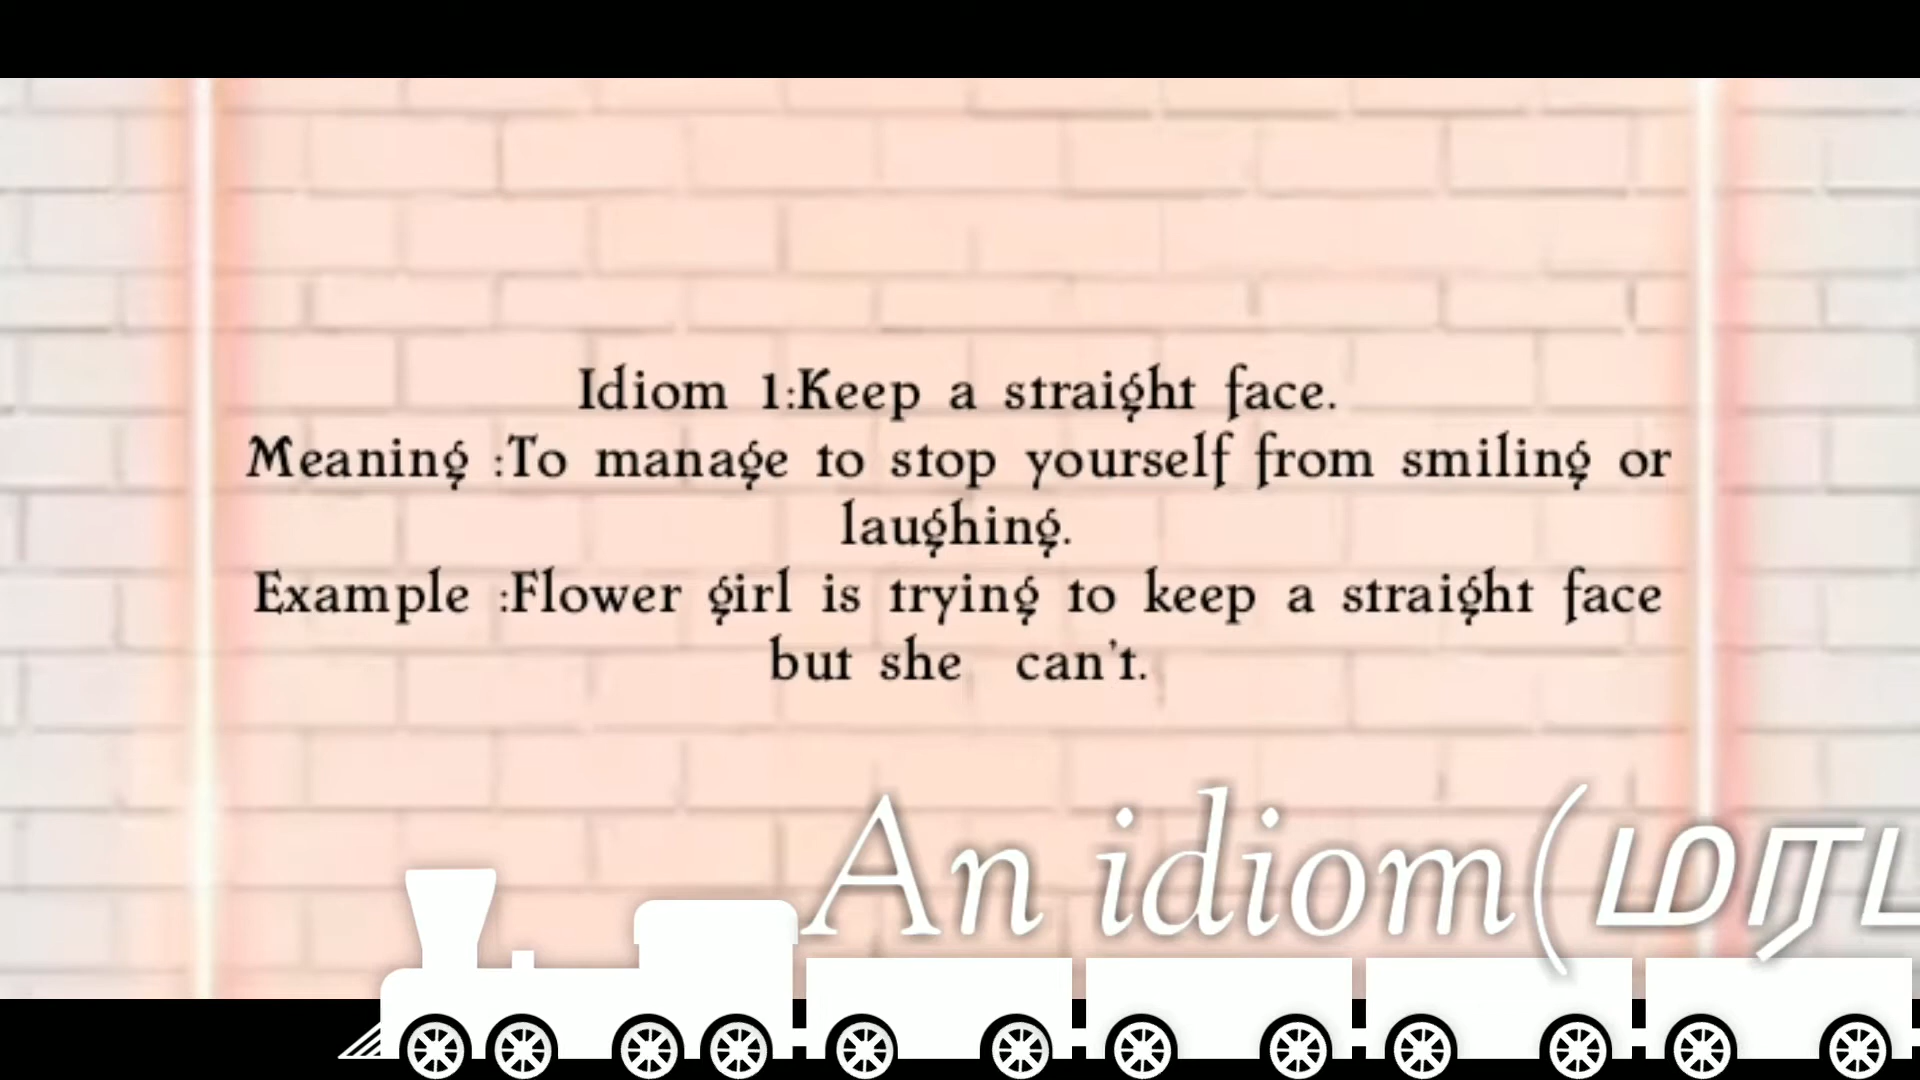 Idiom 1:Keep a straight face.
Meaning :To manage to stop yourself from smiling or
laughing.
Example :Flower girl is trying to keep a straight face
but she can't.
An idiom(